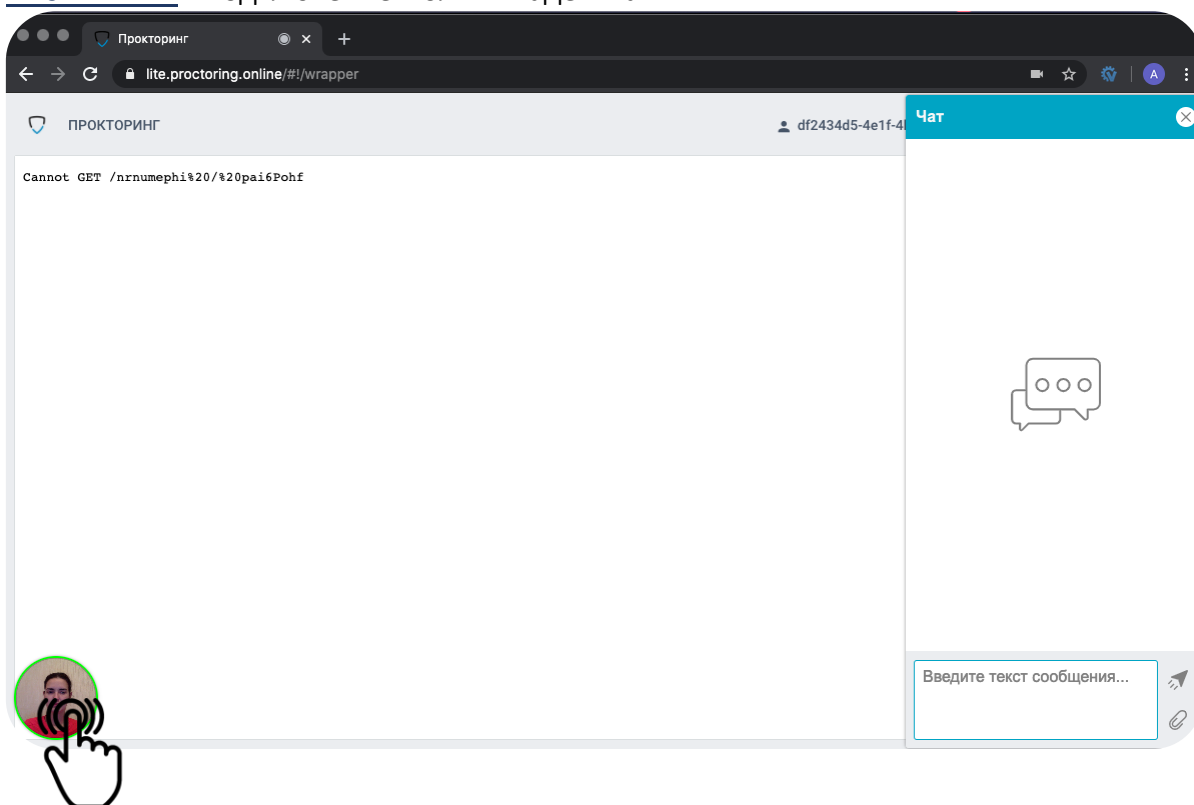 Прокторинг
lite.proctoring.online/#!/wrapper
A
ПРОКТОРИНГ
df2434d5-4e1f-4
Чат
Cannot GET /nrnumephi%20/%20pai6Pohf
Введите текст сообщения...